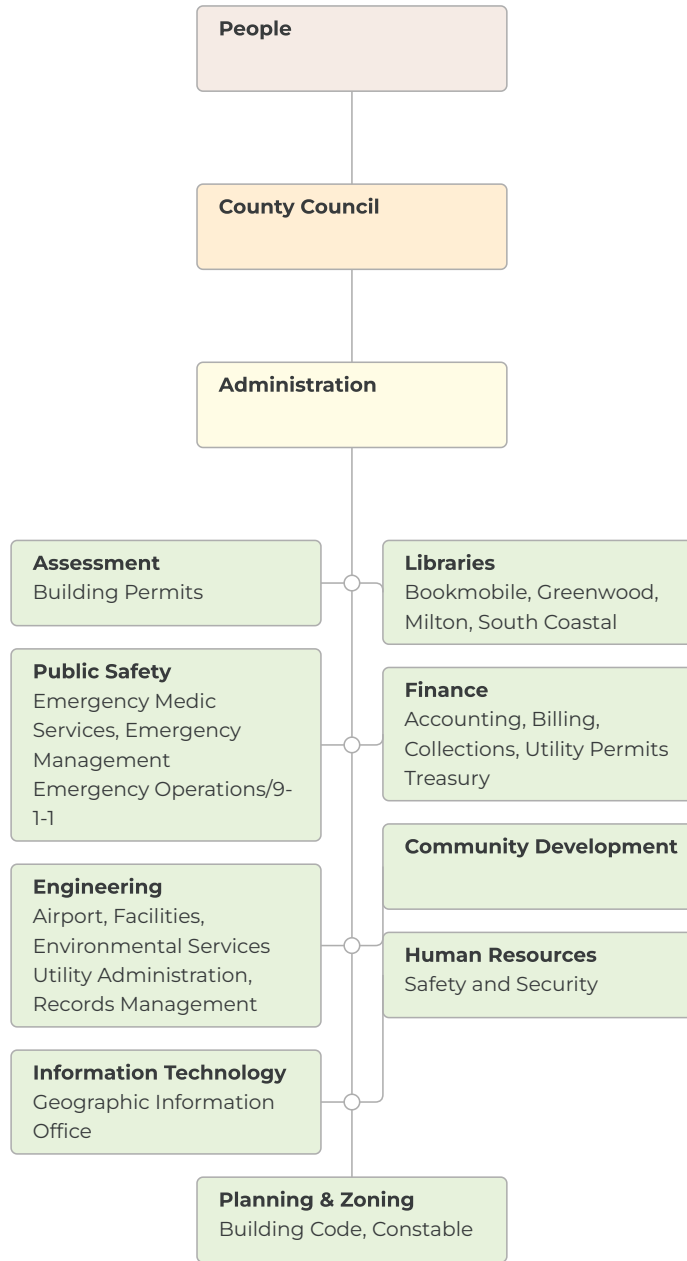 People
County Council
Administration
Assessment
Building Permits
Libraries
Bookmobile, Greenwood,
Milton, South Coastal
Public Safety
Emergency Medic
Services, Emergency
Management
Emergency Operations/9-
1-1
Finance
Accounting, Billing,
Collections, Utility Permits
Treasury
Community Development
Engineering
Airport, Facilities,
Environmental Services
Utility Administration,
Records Management
Human Resources
Safety and Security
Information Technology
Geographic Information
Office
Planning & Zoning
Building Code, Constable